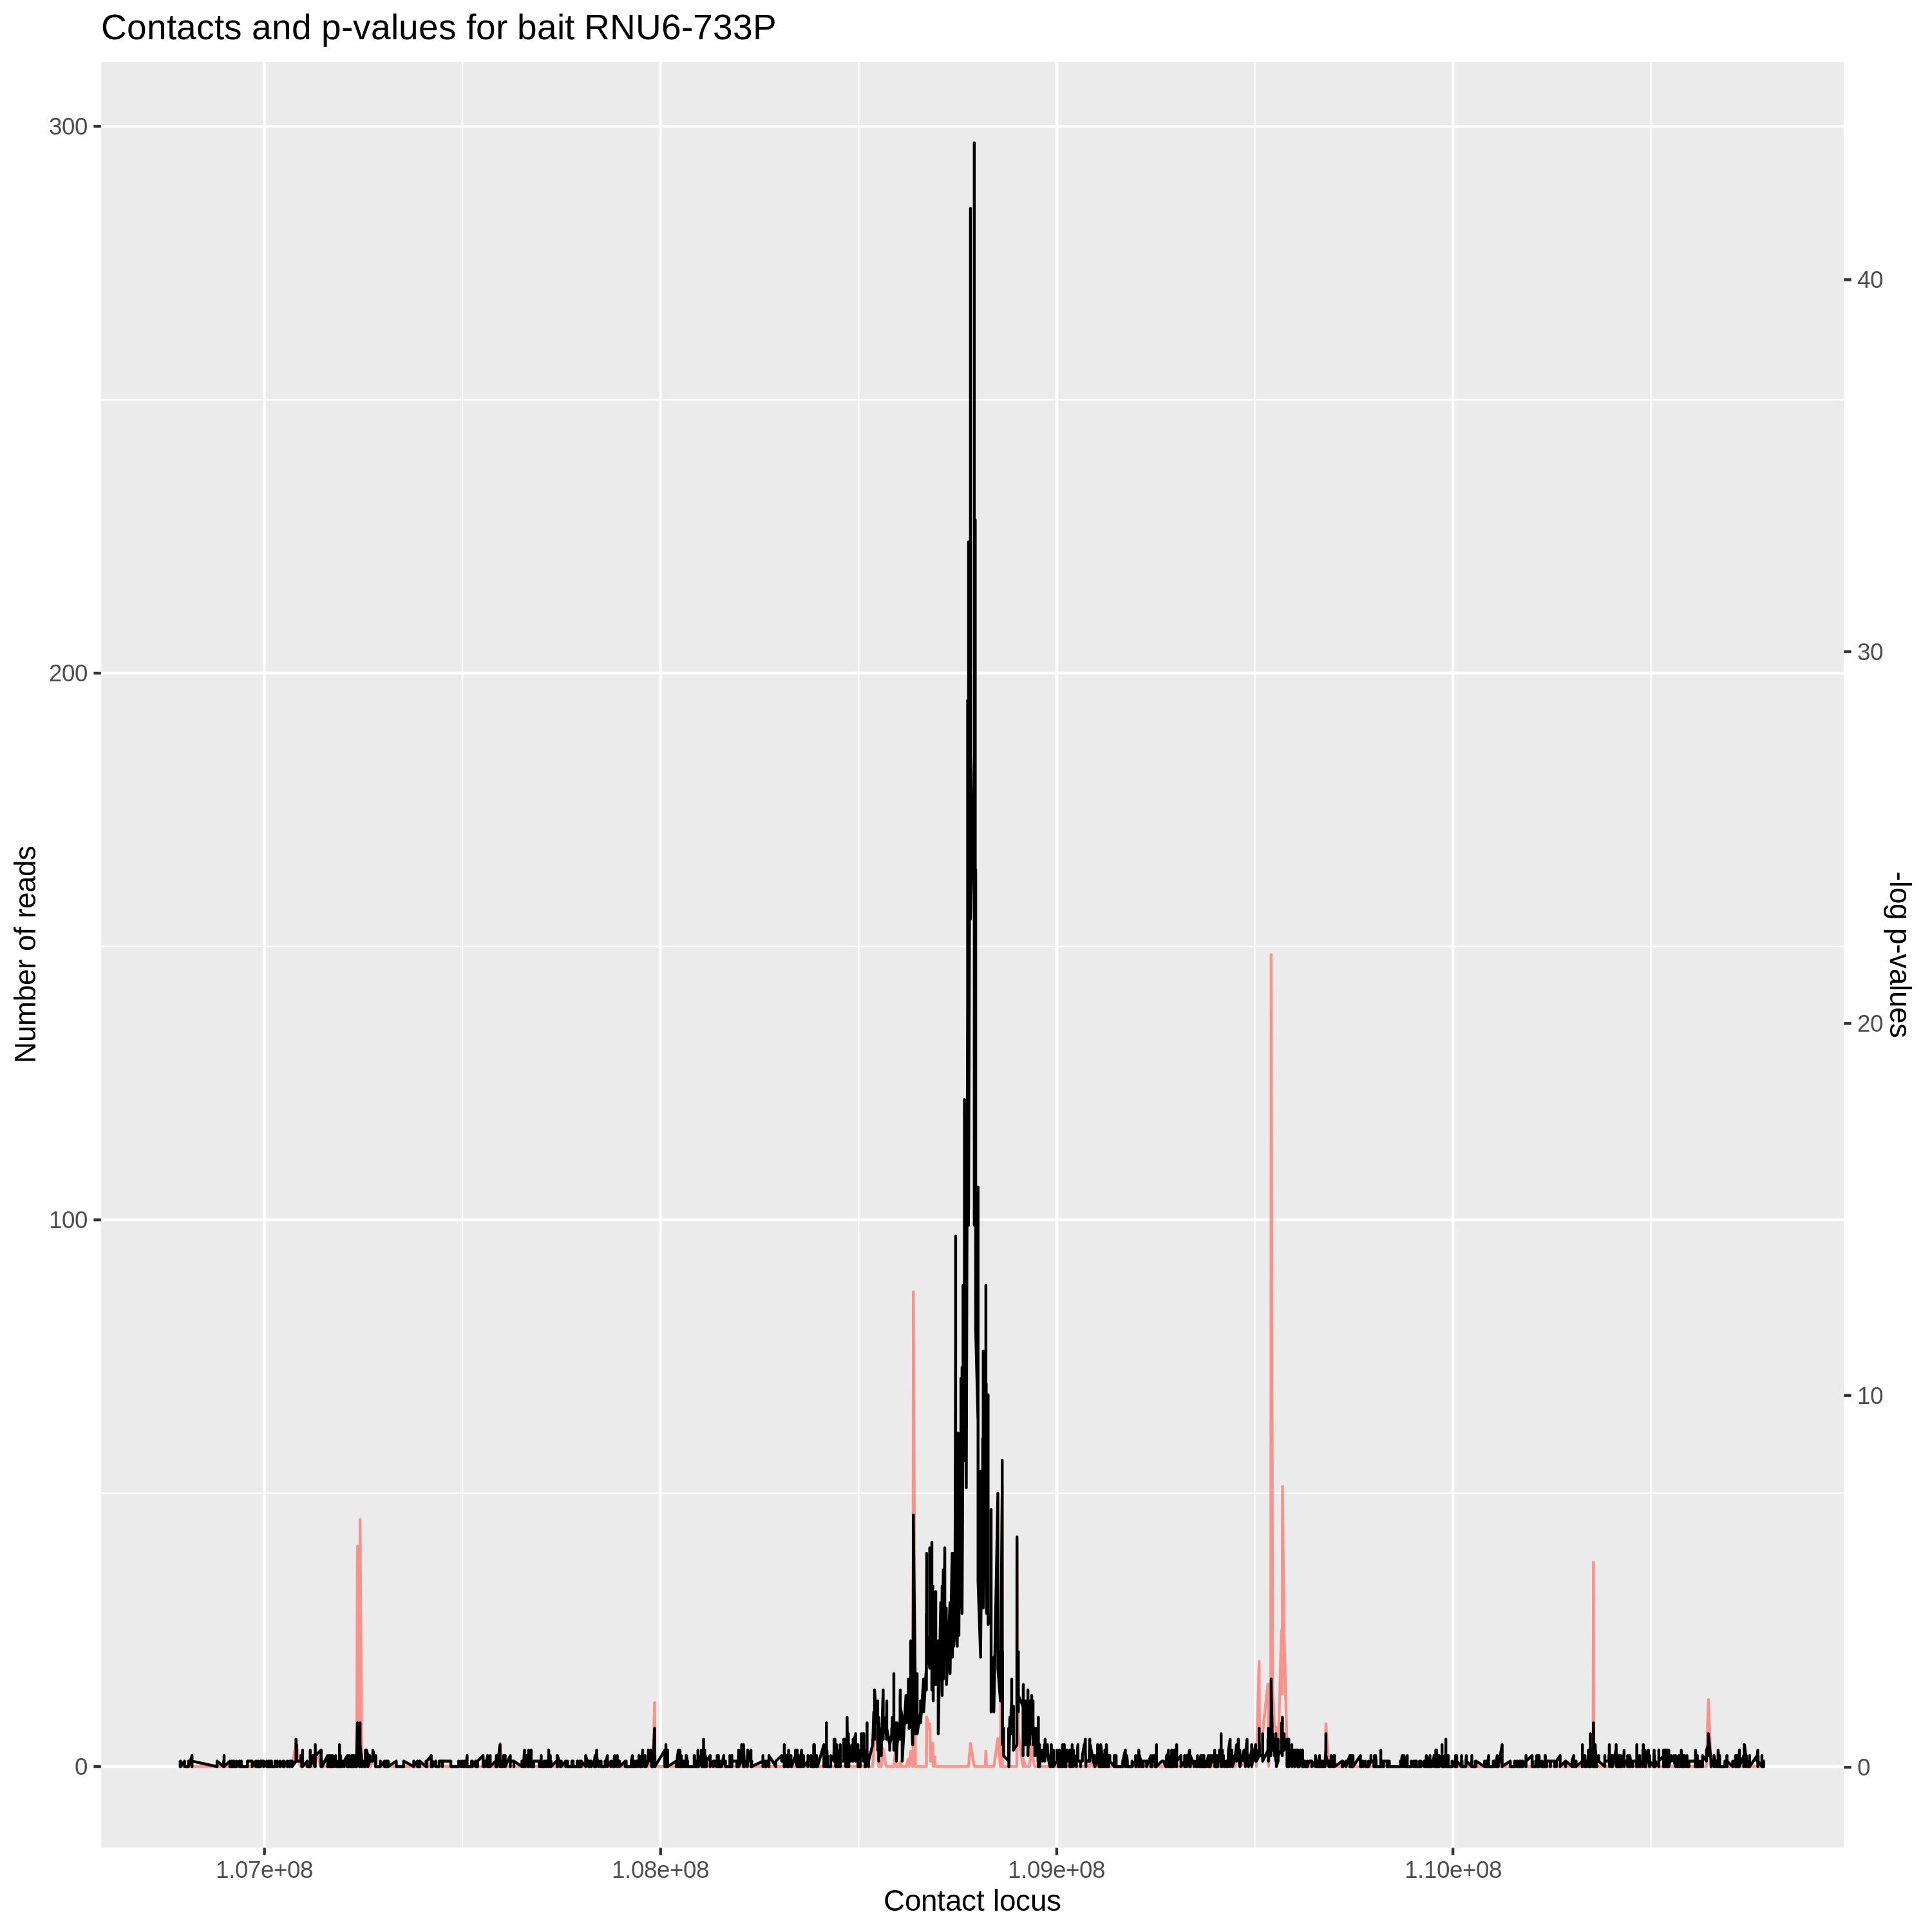 Contacts and p-values for bait RNU6-733P
300
200
100
0
Number of reads
40
30
20
10
0
-log p-values
1.07e+08
1.08e+08
1.09e+08
1.10e+08
Contact locus